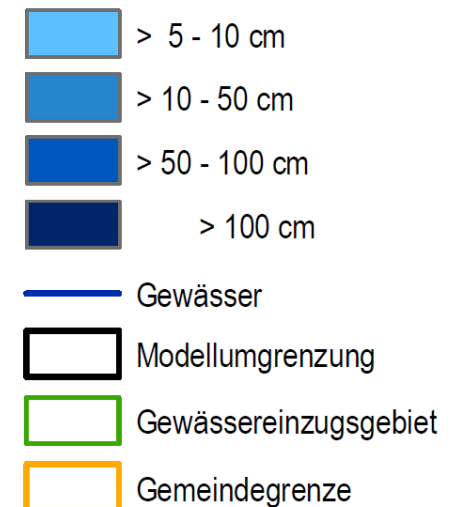 > 5 - 10 cm
> 10 - 50 cm
> 50 - 100 cm
> 100 cm
Gewässer
Modellumgrenzung
Gewässereinzugsgebiet
Gemeindegrenze